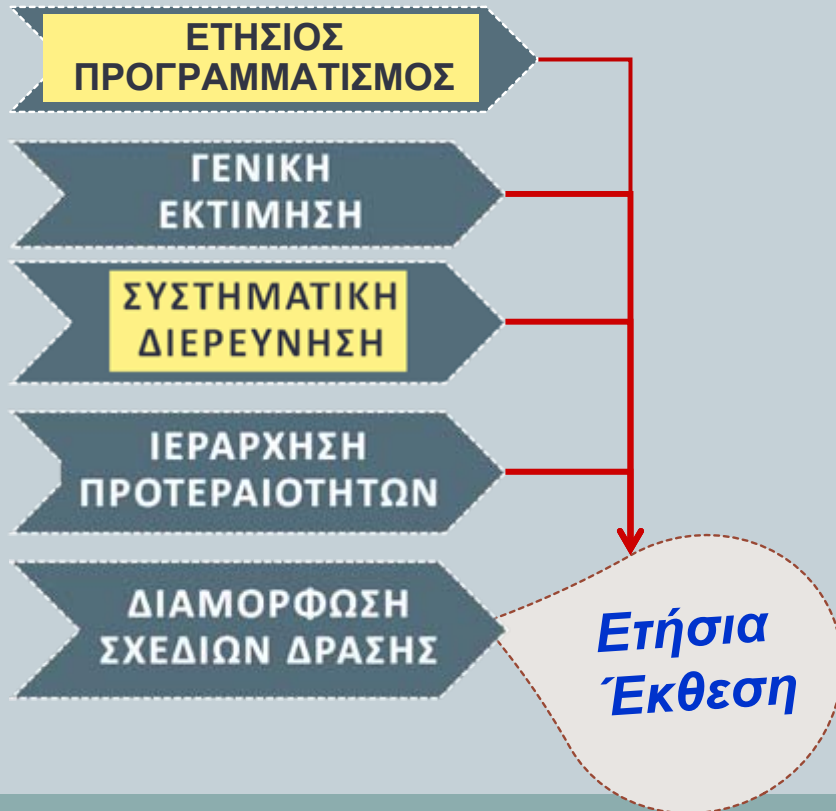 ΕΤΗΣΙΟΣ
ΠΡΟΓΡΑΜΜΑΤΙΣΜΟΣ
ΓΕΝΙΚΗ
ΕΚΤΙΜΗΣΗ
ΣΥΣΤΗΜΑΤΙΚΗ
ΔΙΕΡΕΥΝΗΣΗ
ΙΕΡΑΡΧΗΣΗ
ΠΡΟΤΕΡΑΙΟΤΗΤΩΝ
ΔΙΑΜΟΡΦΩΣΗ
ΣΧΕΔΙΩΝ ΔΡΑΣΗΣ
Ετήσια
Έκθεση